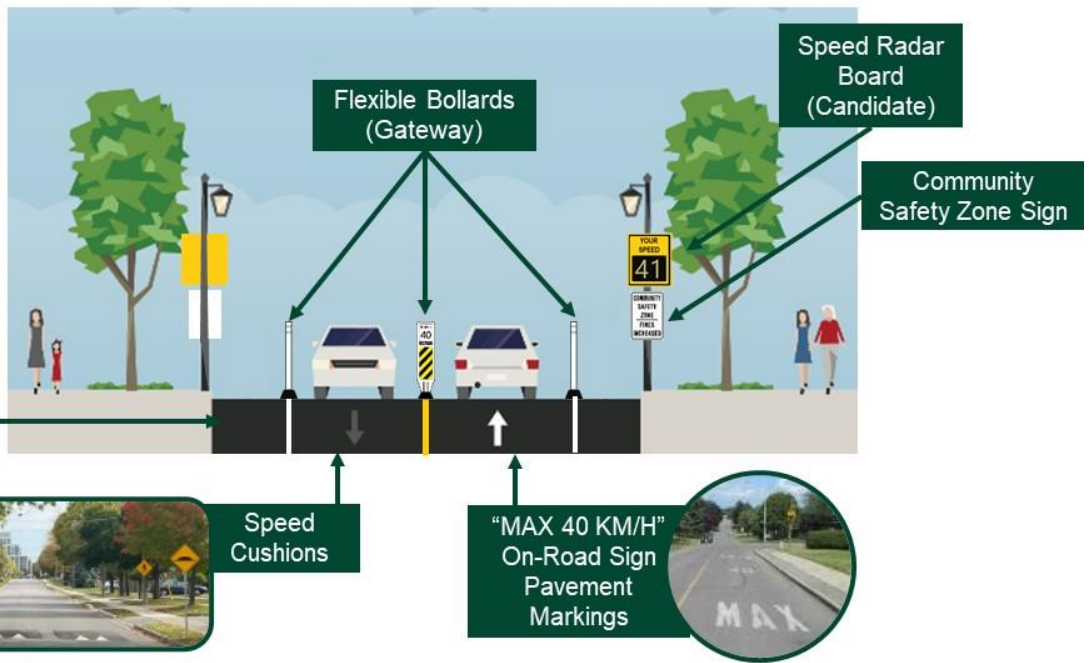 Speed Radar
Board
(Candidate)
Flexible Bollards
(Gateway)
Community
Safety Zone Sign
YOUR
SPEED
41
COMMUNITY
SAFETY
ZONE
FINES
INCREASED
40
Speed
Cushions
“MAX 40 KM/H”
On-Road Sign
Pavement
Markings
MAX